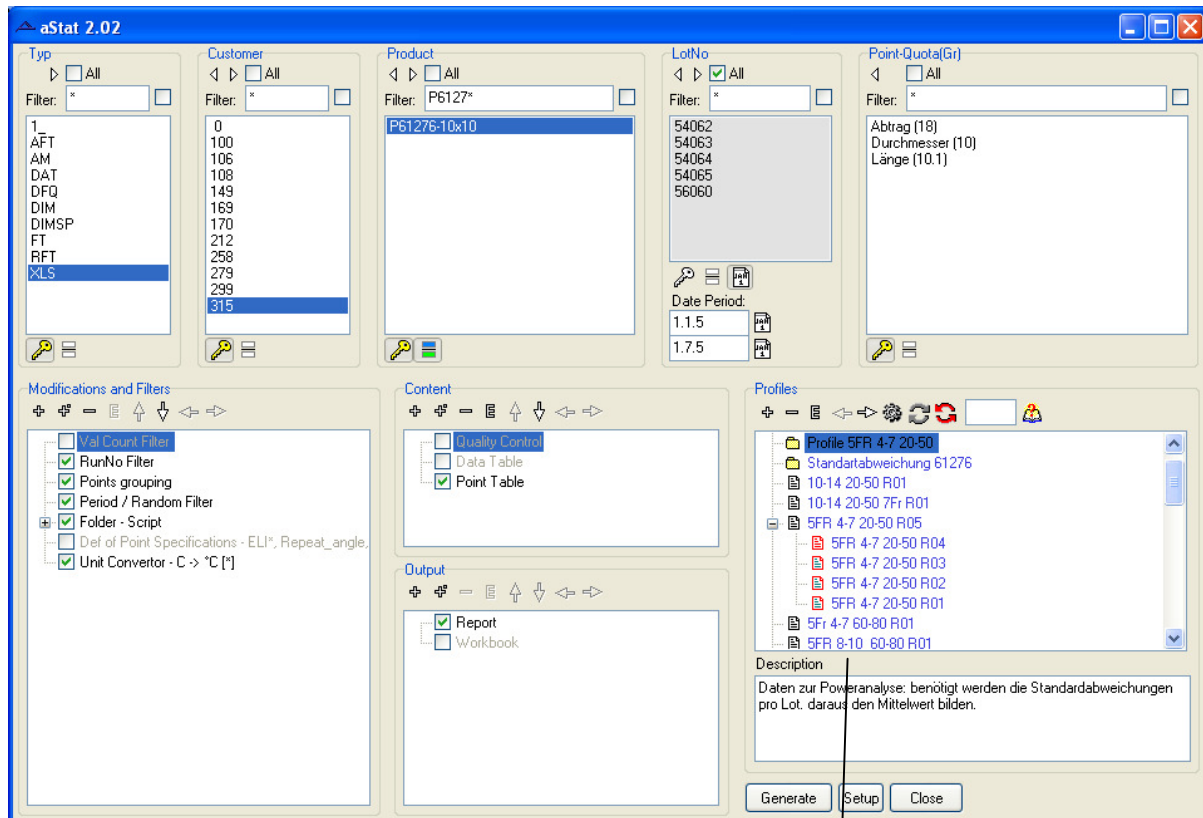 aStat 2.02
Typ
All
Filter: *
1_
AFT
AM
DAT
DFQ
DIM
DIMSP
FT
RFT
XLS
Customer
All
Filter: *
0
100
106
108
149
169
170
212
258
279
299
315
Product
All
Filter: P6127*
P61276-10x10
LotNo
All
Filter: *
54062
54063
54064
54065
56060
JAN 1
Date Period:
1.1.5
JAN 1
1.7.5
JAN 1
Point-Quota(Gr)
All
Filter: *
Abtrag (18)
Durchmesser (10)
Länge (10.1)
Modifications and Filters
E
Val Count Filter
RunNo Filter
Points grouping
Period / Random Filter
Folder - Script
Def of Point Specifications - ELI*, Repeat_angle,
Unit Convertor - C -> °C [*]
Content
E
Quality Control
Data Table
Point Table
Output
E
Report
Workbook
Profiles
E
Profile 5FR 4-7 20-50
Standartabweichung 61276
10-14 20-50 R01
10-14 20-50 7Fr R01
5FR 4-7 20-50 R05
5FR 4-7 20-50 R04
5FR 4-7 20-50 R03
5FR 4-7 20-50 R02
5FR 4-7 20-50 R01
5Fr 4-7 60-80 R01
5FR 8-10 60-80 R01
Description
Daten zur Poweranalyse: benötigt werden die Standardabweichungen
pro Lot. daraus den Mittelwert bilden.
Generate
Setup
Close